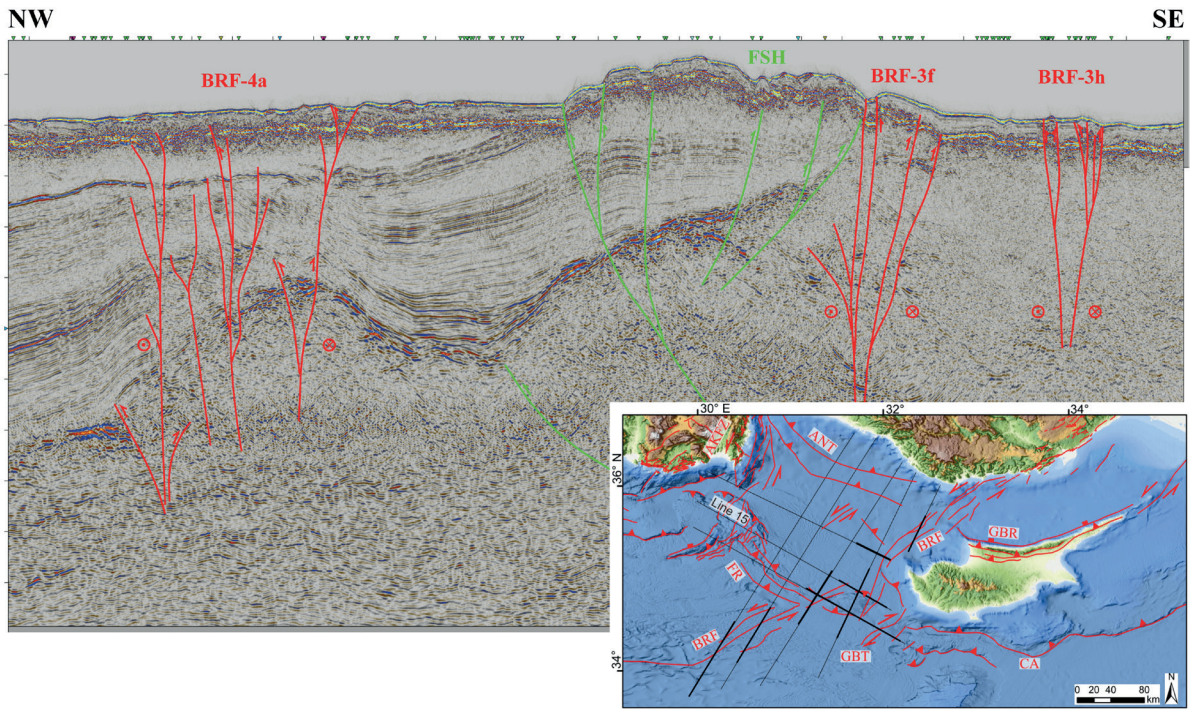 NW
SE
BRF-4a
FSH
BRF-3f
BRF-3h
30° E
32°
34°
36° N
34°
AKFZ
ANT
Line 15
FR
BRF
GBR
BRF
GBT
CA
0 20 40 80
km
N